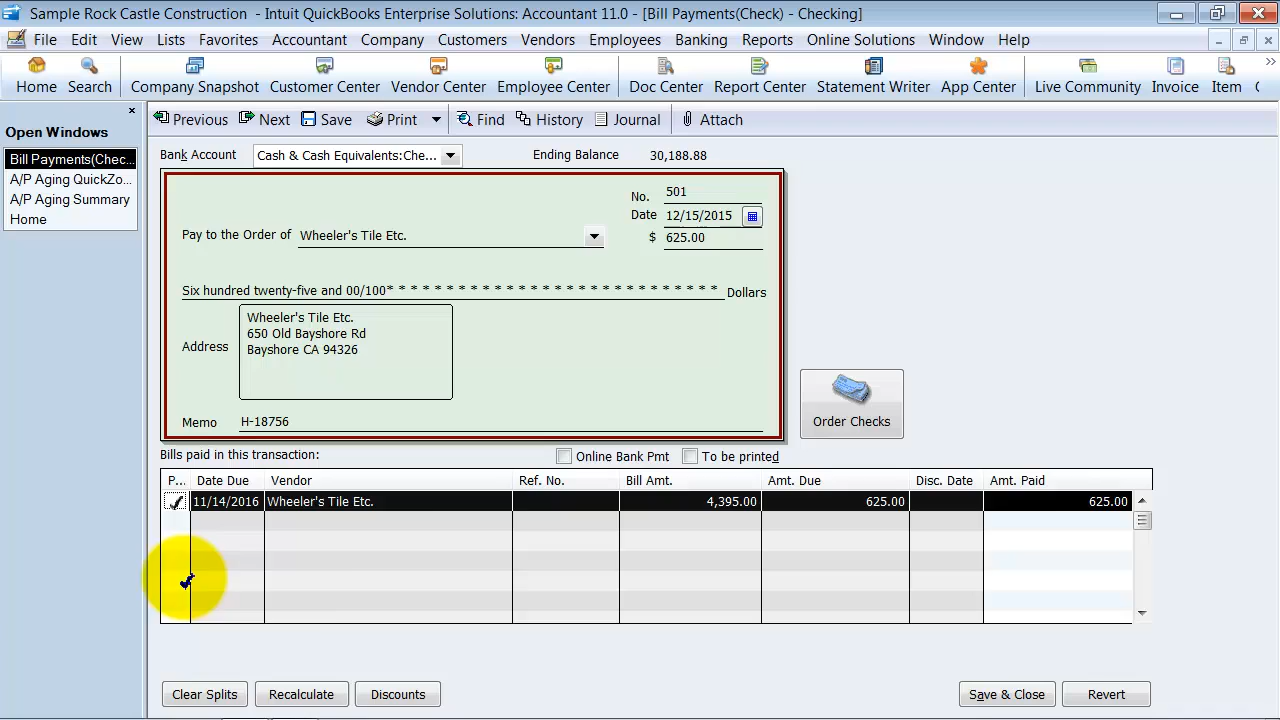 Sample Rock Castle Construction - Intuit QuickBooks Enterprise Solutions: Accountant 11.0 - [Bill Payments(Check) - Checking]
File Edit View Lists Favorites Accountant Company Customers Vendors Employees Banking Reports Online Solutions Window Help
Home Search Company Snapshot Customer Center Vendor Center Employee Center Doc Center Report Center Statement Writer App Center Live Community Invoice Item
Open Windows
Bill Payments(Chec...
A/P Aging QuickZo...
A/P Aging Summary
Home
Previous Next Save Print Find History Journal Attach
Bank Account Cash & Cash Equivalents:Che... Ending Balance 30,188.88
No. 501
Date 12/15/2015
Pay to the Order of Wheeler's Tile Etc. $ 625.00
Six hundred twenty-five and 00/100* * * * * * * * * * * * * * * * * * * * * * * * * * * * Dollars
Address
Wheeler's Tile Etc.
650 Old Bayshore Rd
Bayshore CA 94326
Memo H-18756
Order Checks
Bills paid in this transaction: Online Bank Pmt To be printed
P... Date Due Vendor Ref. No. Bill Amt. Amt. Due Disc. Date Amt. Paid
11/14/2016 Wheeler's Tile Etc. 4,395.00 625.00 625.00
Clear Splits Recalculate Discounts Save & Close Revert